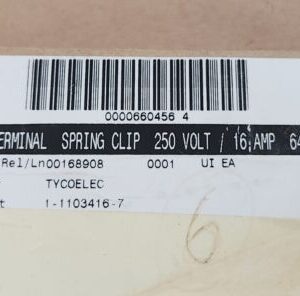 0000660456 4
ERMINAL SPRING CLIP 250 VOLT / 16 AMP 64
Rel/Ln00168908 0001 UI EA
TYCOELEC
t 1-1103416-7
6